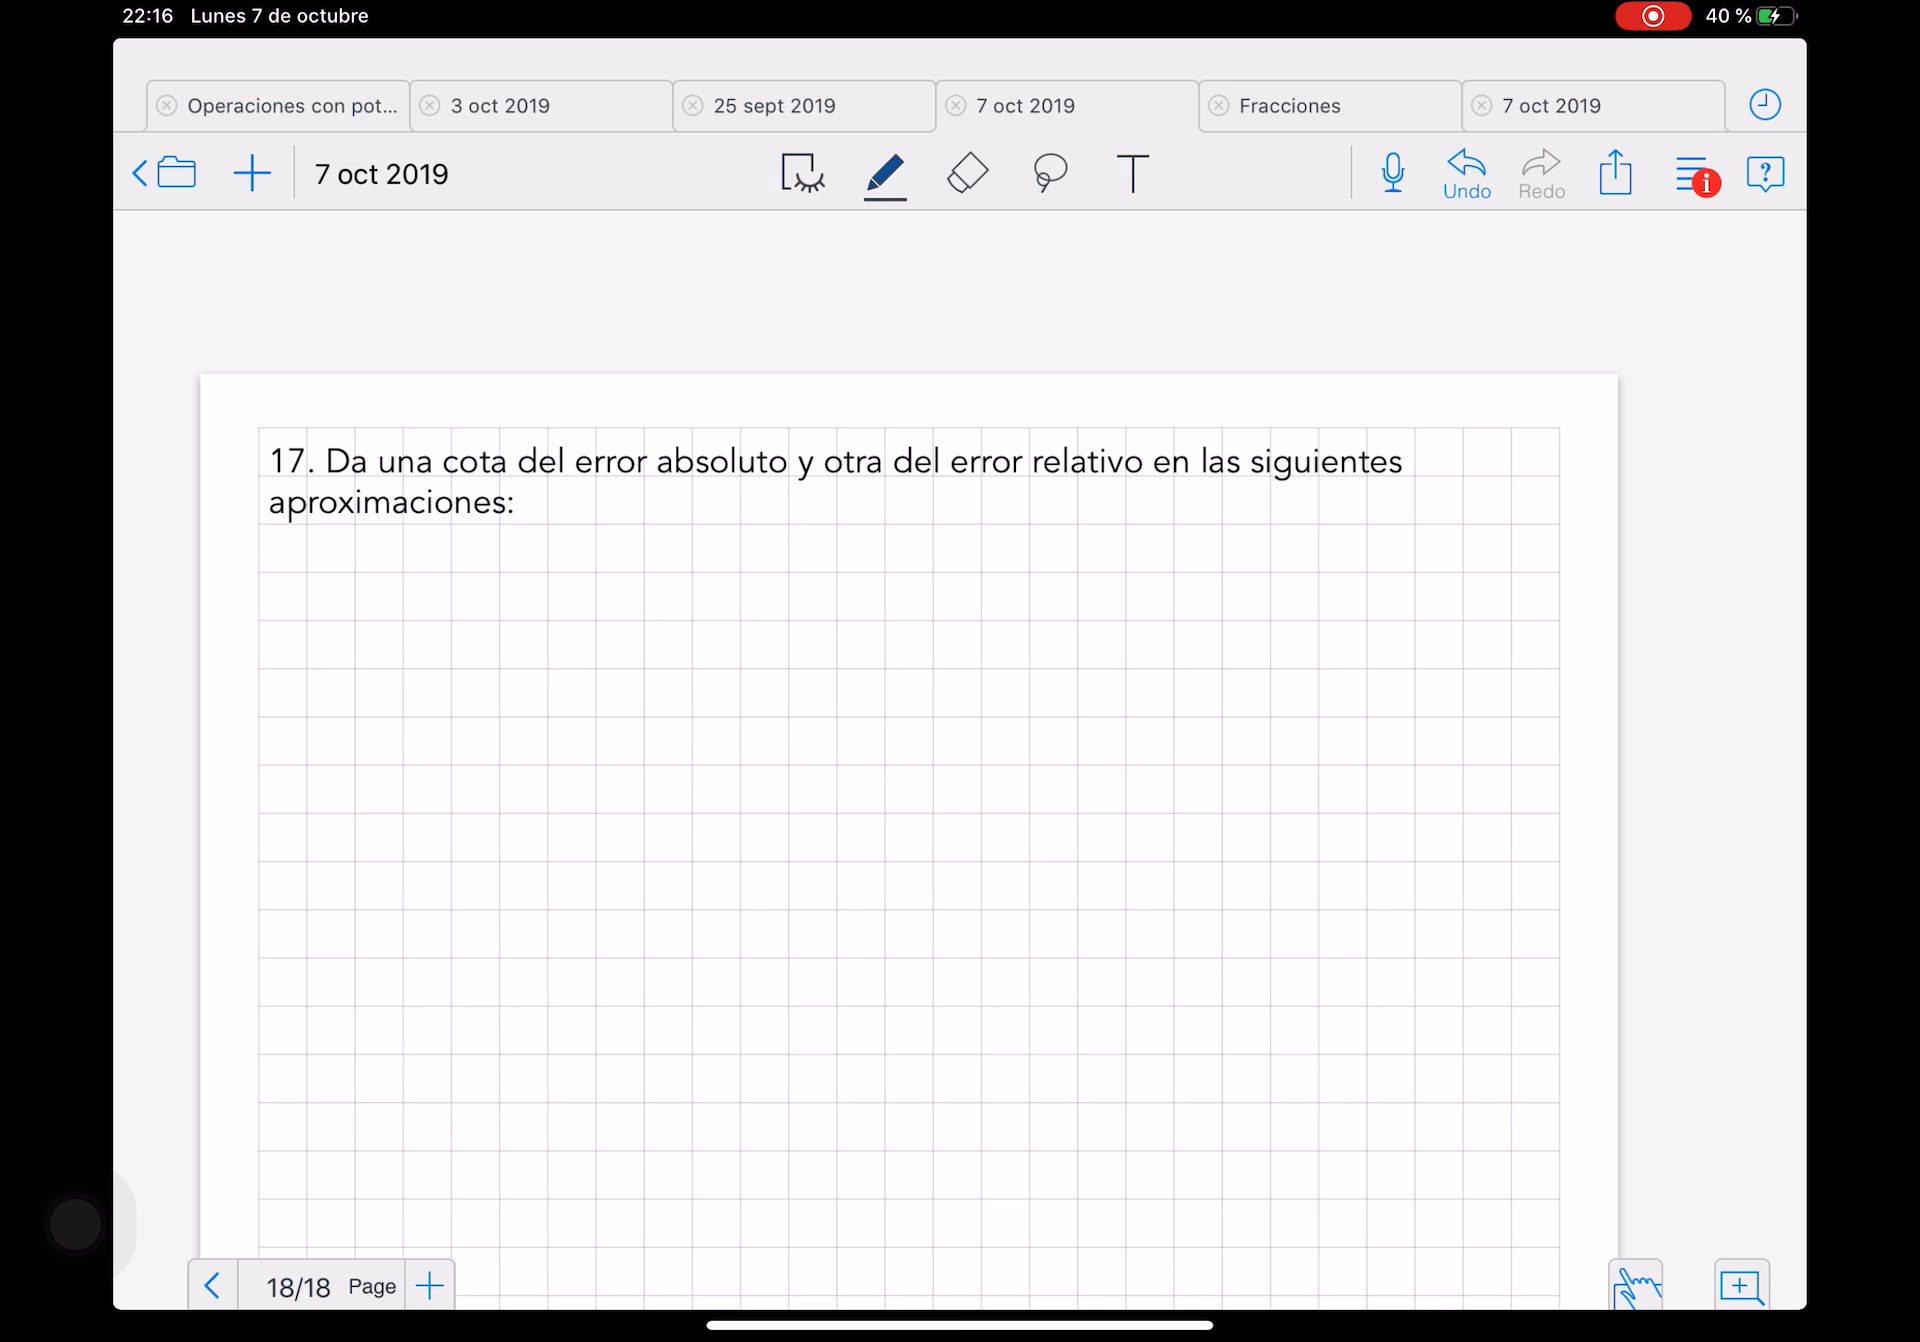 22:16 Lunes 7 de octubre 40 %
Operaciones con pot... 3 oct 2019 25 sept 2019 7 oct 2019 Fracciones 7 oct 2019
7 oct 2019 T Undo Redo i ?
17. Da una cota del error absoluto y otra del error relativo en las siguientes
aproximaciones:
18/18 Page